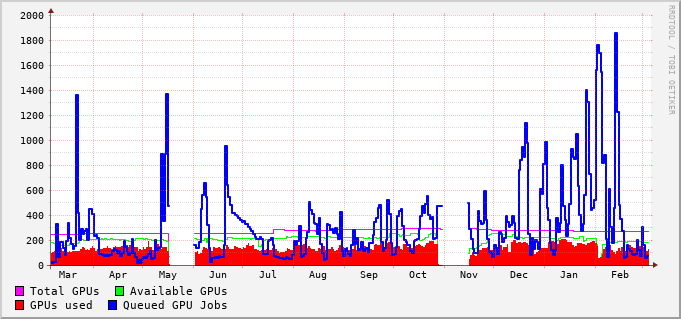 RRDTOOL / TOBI OETIKER
2000
1800
1600
1400
1200
1000
800
600
400
200
0
Mar Apr May Jun Jul Aug Sep Oct Nov Dec Jan Feb
Total GPUs Available GPUs
GPUs used Queued GPU Jobs